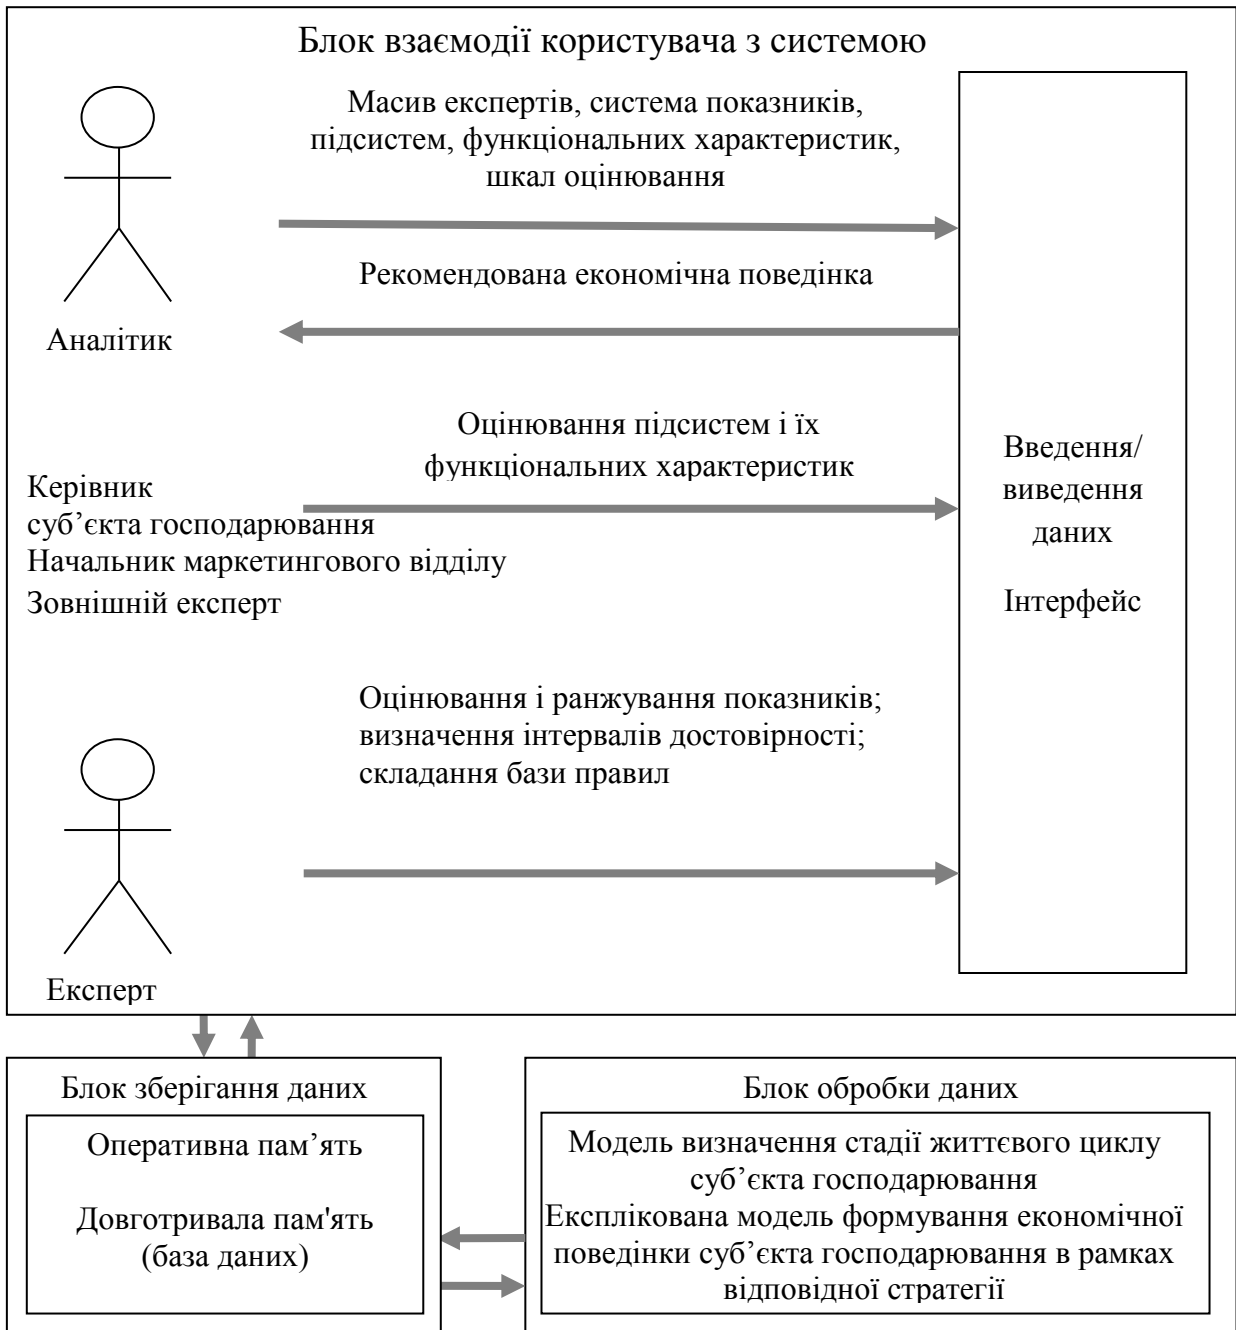 Блок взаємодії користувача з системою
Масив експертів, система показників,
підсистем, функціональних характеристик,
шкал оцінювання
Рекомендована економічна поведінка
Аналітик
Оцінювання підсистем і їх
функціональних характеристик
Керівник
суб’єкта господарювання
Начальник маркетингового відділу
Зовнішній експерт
Введення/
виведення
даних
Інтерфейс
Оцінювання і ранжування показників;
визначення інтервалів достовірності;
складання бази правил
Експерт
Блок зберігання даних
Оперативна пам’ять
Довготривала пам'ять
(база даних)
Блок обробки даних
Модель визначення стадії життєвого циклу
суб’єкта господарювання
Експлікована модель формування економічної
поведінки суб’єкта господарювання в рамках
відповідної стратегії